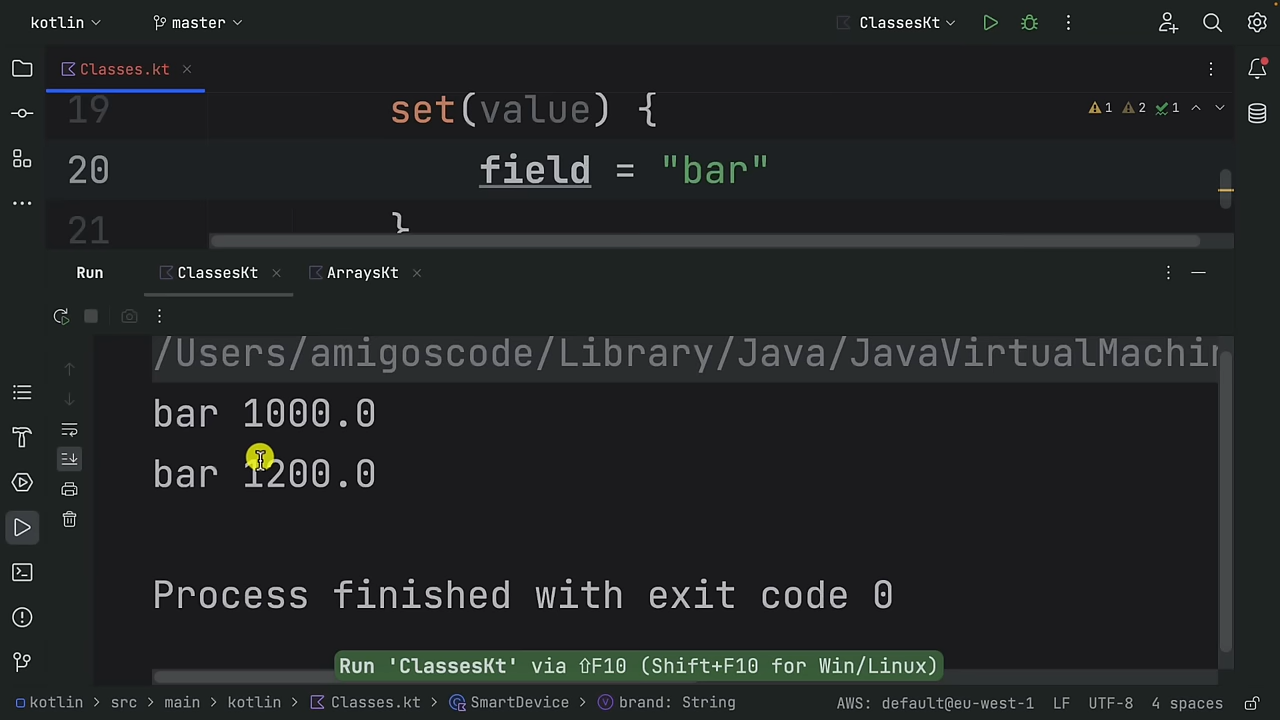 kotlin master ClassesKt
Classes.kt
19 set(value) { 1 2 1
20 field = "bar"
21 }
Run ClassesKt ArraysKt
/Users/amigoscode/Library/Java/JavaVirtualMachin
bar 1000.0
bar 1200.0
Process finished with exit code 0
Run 'ClassesKt' via ⇧F10 (Shift+F10 for Win/Linux)
kotlin > src > main > kotlin > Classes.kt > SmartDevice > brand: String AWS: default@eu-west-1 LF UTF-8 4 spaces